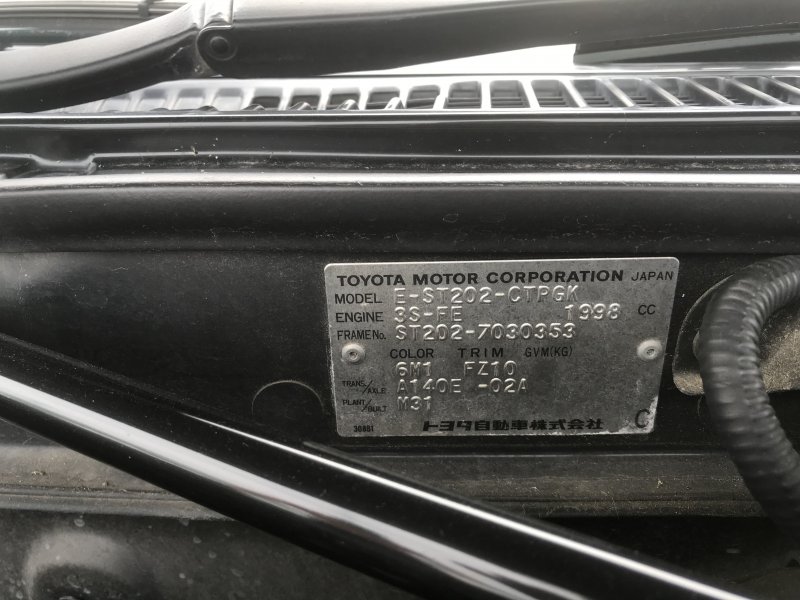 TOYOTA MOTOR CORPORATION JAPAN
MODEL E-ST202-CTPGK
ENGINE 3S-FE 1998 CC
FRAME No. ST202-7030353
COLOR TRIM GVM(KG)
6M1 FZ10
TRANS/AXLE A140E -02A
PLANT/BUILT M31
30881 トヨタ自動車株式会社 C